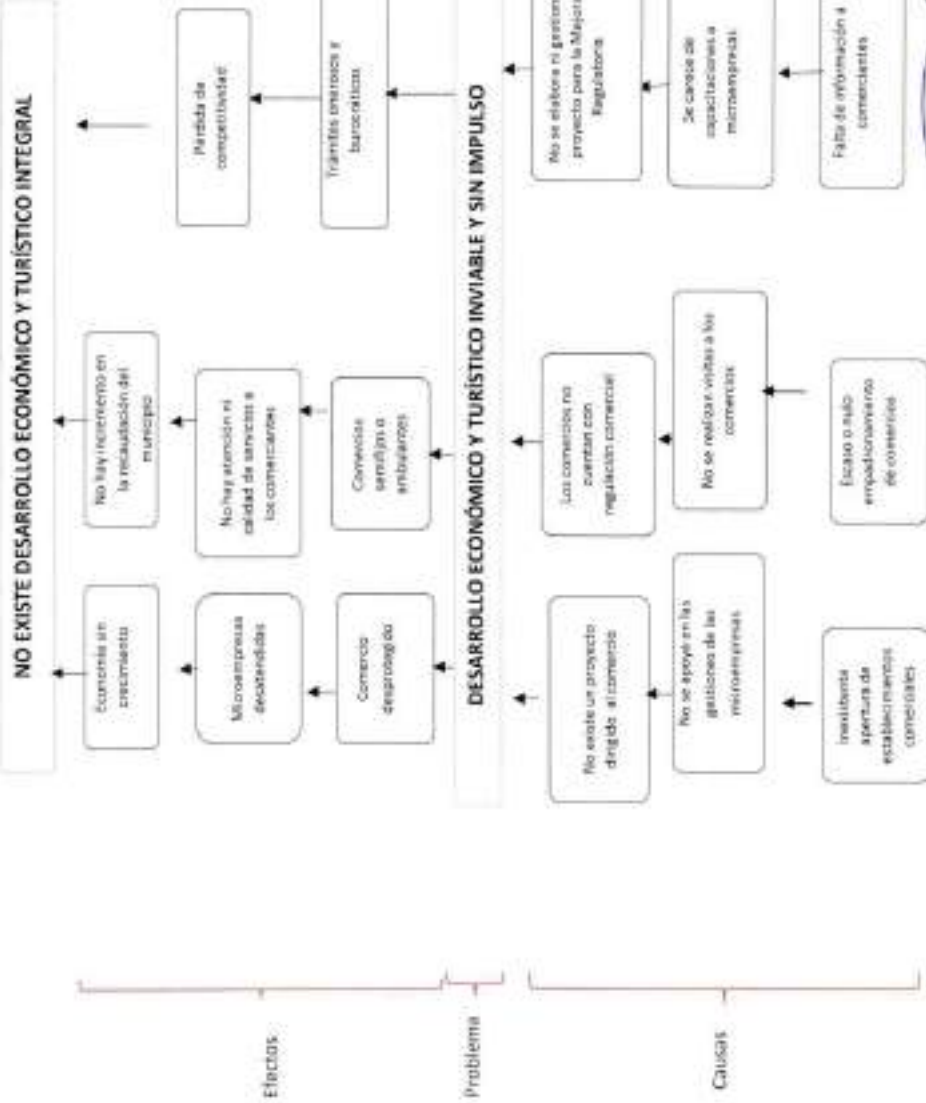 NO EXISTE DESARROLLO ECONÓMICO Y TURÍSTICO INTEGRAL
Efectos
Economía sin
crecimiento
No hay incremento en
la recaudación del
municipio
Perdida de
competitividad
Microempresas
desatendidas
No hay atención ni
calidad de servicios a
los comerciantes
Trámites onerosos y
burocráticos
Comercio
desprotegido
Comercios
semifijos o
ambulantes
Problema
DESARROLLO ECONÓMICO Y TURÍSTICO INVIABLE Y SIN IMPULSO
Causas
No existe un proyecto
dirigido al comercio
Los comercios no
cuentan con
regulación comercial
No se elabora ni gestion
proyecto para la Mejora
Regulatoria
No se apoyó en las
gestiones de las
microempresas
No se realizan visitas a los
comercios
Se carece de
capacitaciones a
microempresas
Inexistente
apertura de
establecimientos
comerciales
Escaso o nulo
empadronamiento
de comercios
Falta de información a
comerciantes